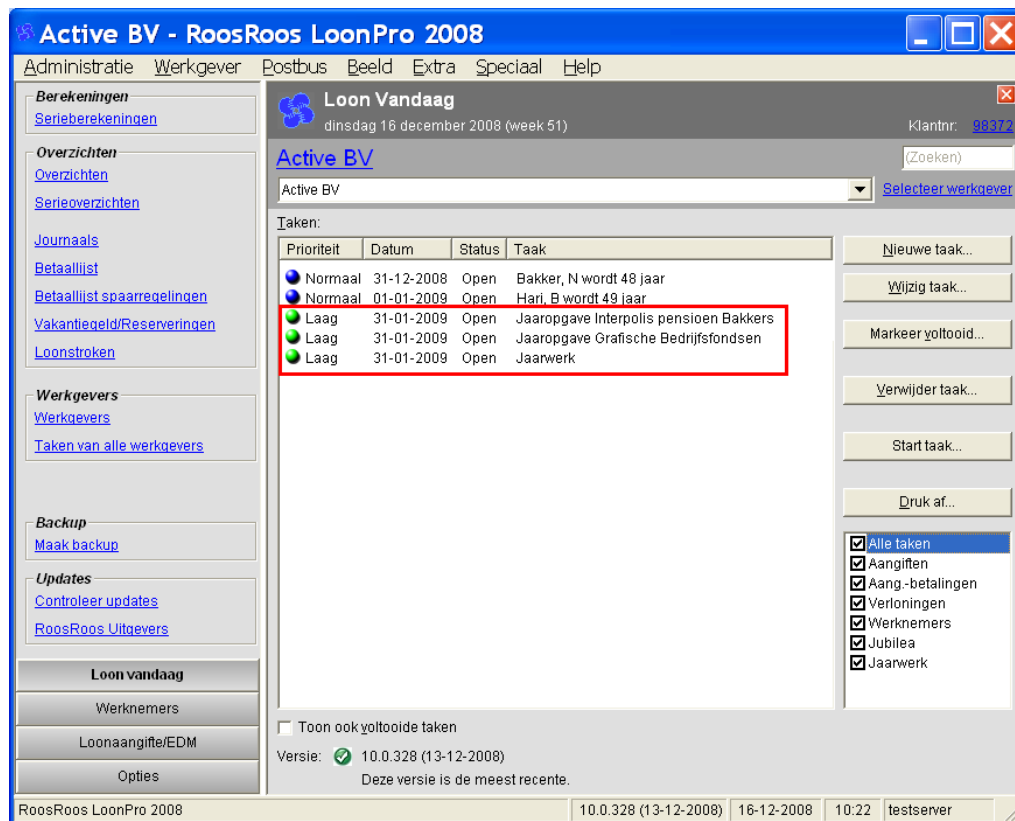 Active BV - RoosRoos LoonPro 2008
Administratie Werkgever Postbus Beeld Extra Speciaal Help
Berekeningen
Serieberekeningen
Overzichten
Overzichten
Serieoverzichten
Journaals
Betaallijst
Betaallijst spaarregelingen
Vakantiegeld/Reserveringen
Loonstroken
Werkgevers
Werkgevers
Taken van alle werkgevers
Backup
Maak backup
Updates
Controleer updates
RoosRoos Uitgevers
Loon vandaag
Werknemers
Loonaangifte/EDM
Opties
Loon Vandaag
dinsdag 16 december 2008 (week 51)
Klantnr: 98372
Active BV
(Zoeken)
Active BV
Selecteer werkgever
Taken:
Prioriteit Datum Status Taak
Normaal 31-12-2008 Open Bakker, N wordt 48 jaar
Normaal 01-01-2009 Open Hari, B wordt 49 jaar
Laag 31-01-2009 Open Jaaropgave Interpolis pensioen Bakkers
Laag 31-01-2009 Open Jaaropgave Grafische Bedrijfsfondsen
Laag 31-01-2009 Open Jaarwerk
Nieuwe taak...
Wijzig taak...
Markeer voltooid...
Verwijder taak...
Start taak...
Druk af...
Alle taken
Aangiften
Aang.-betalingen
Verloningen
Werknemers
Jubilea
Jaarwerk
Toon ook voltooide taken
Versie: 10.0.328 (13-12-2008)
Deze versie is de meest recente.
RoosRoos LoonPro 2008 10.0.328 (13-12-2008) 16-12-2008 10:22 testserver